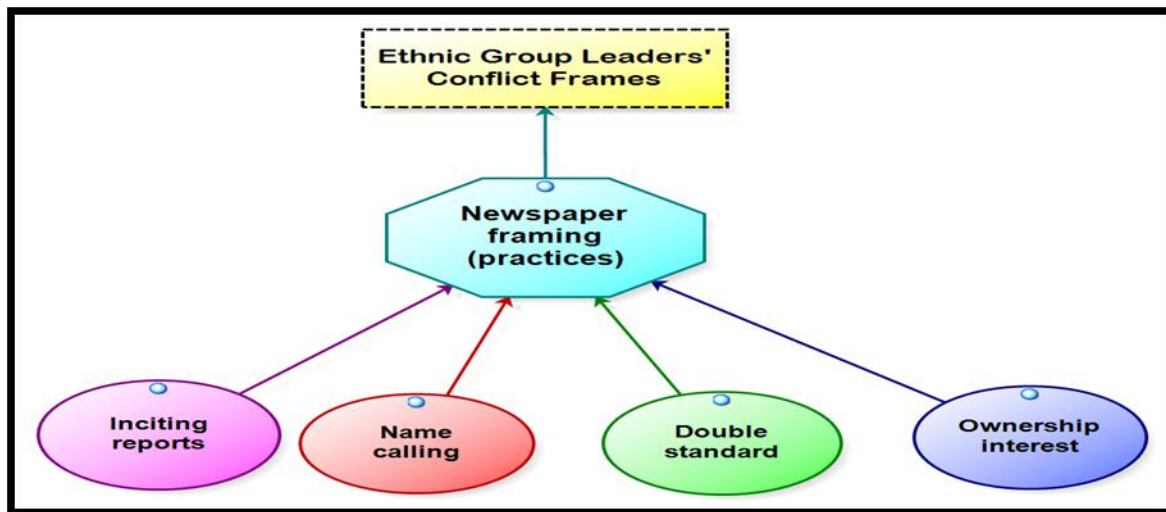 Ethnic Group Leaders'
Conflict Frames
Newspaper
framing
(practices)
Inciting
reports
Name
calling
Double
standard
Ownership
interest